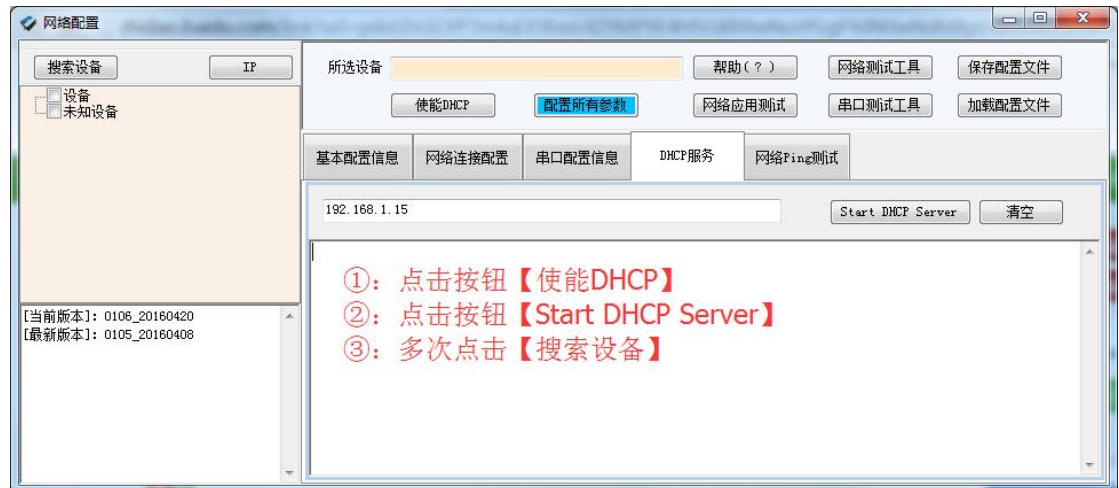 网络配置
搜索设备 IP
设备
未知设备
[当前版本]: 0106_20160420
[最新版本]: 0105_20160408
所选设备 帮助(?) 网络测试工具 保存配置文件
使能DHCP 配置所有参数 网络应用测试 串口测试工具 加载配置文件
基本配置信息 网络连接配置 串口配置信息 DHCP服务 网络Ping测试
192.168.1.15 Start DHCP Server 清空
①：点击按钮【使能DHCP】
②：点击按钮【Start DHCP Server】
③：多次点击【搜索设备】